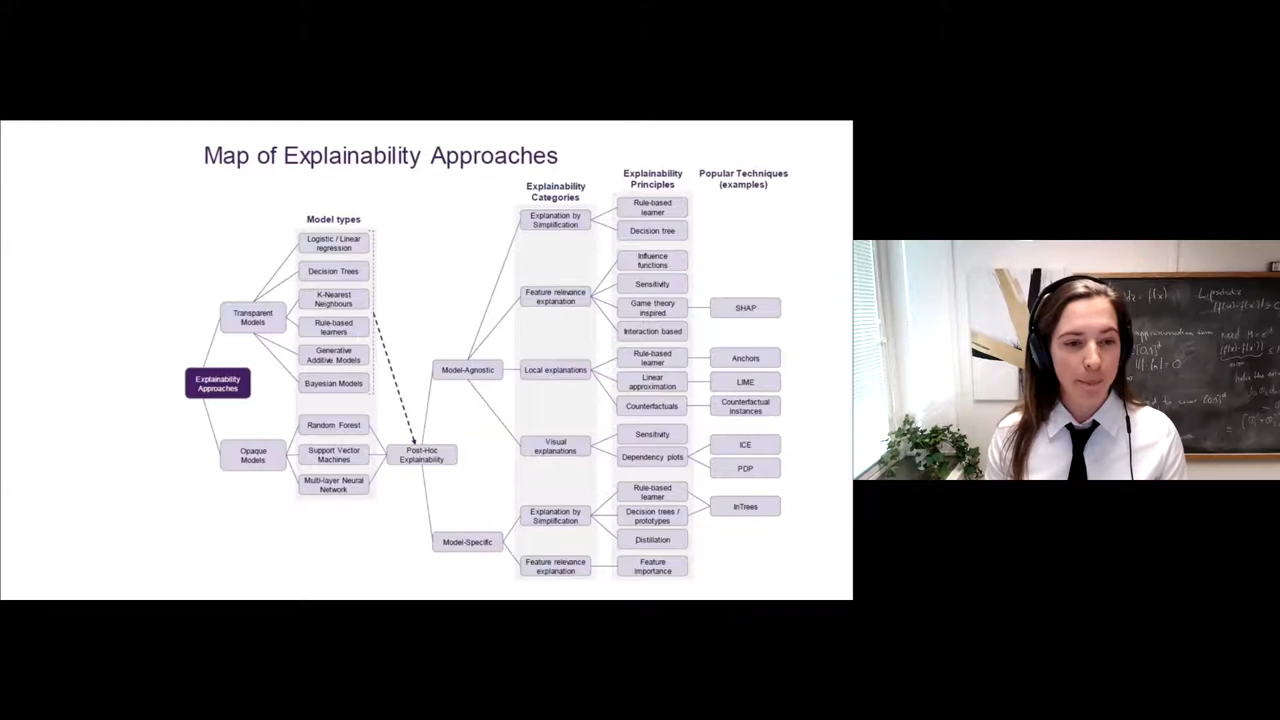 Map of Explainability Approaches
Model types
Explainability
Categories
Explainability
Principles
Popular Techniques
(examples)
Explainability
Approaches
Transparent
Models
Opaque
Models
Logistic / Linear
regression
Decision Trees
K-Nearest
Neighbours
Rule-based
learners
Generative
Additive Models
Bayesian Models
Random Forest
Support Vector
Machines
Multi-layer Neural
Network
Post-Hoc
Explainability
Model-Agnostic
Model-Specific
Explanation by
Simplification
Feature relevance
explanation
Local explanations
Visual
explanations
Explanation by
Simplification
Feature relevance
explanation
Rule-based
learner
Decision tree
Influence
functions
Sensitivity
Game theory
inspired
Interaction based
Rule-based
learner
Linear
approximation
Counterfactuals
Sensitivity
Dependency plots
Rule-based
learner
Decision trees /
prototypes
Distillation
Feature
importance
SHAP
Anchors
LIME
Counterfactual
instances
ICE
PDP
InTrees